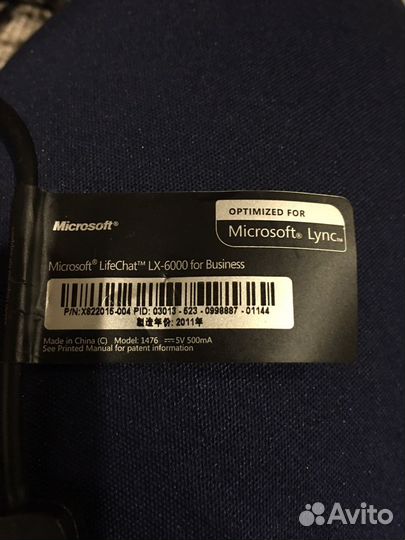 Microsoft®
OPTIMIZED FOR
Microsoft® Lync™
Microsoft® LifeChat™ LX-6000 for Business
P/N:X822015-004 PID: 03013-523-0998887-01144
製造年份: 2011年
Made in China (C) Model: 1476 ⎓ 5V 500mA
See Printed Manual for patent information
Avito